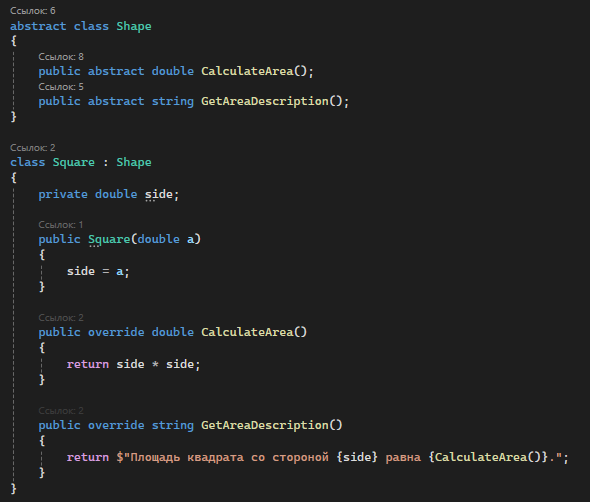 Ссылок: 6
abstract class Shape
{
Ссылок: 8
public abstract double CalculateArea();
Ссылок: 5
public abstract string GetAreaDescription();
}
Ссылок: 2
class Square : Shape
{
private double side;
Ссылок: 1
public Square(double a)
{
side = a;
}
Ссылок: 2
public override double CalculateArea()
{
return side * side;
}
Ссылок: 2
public override string GetAreaDescription()
{
return $"Площадь квадрата со стороной {side} равна {CalculateArea()}.";
}
}